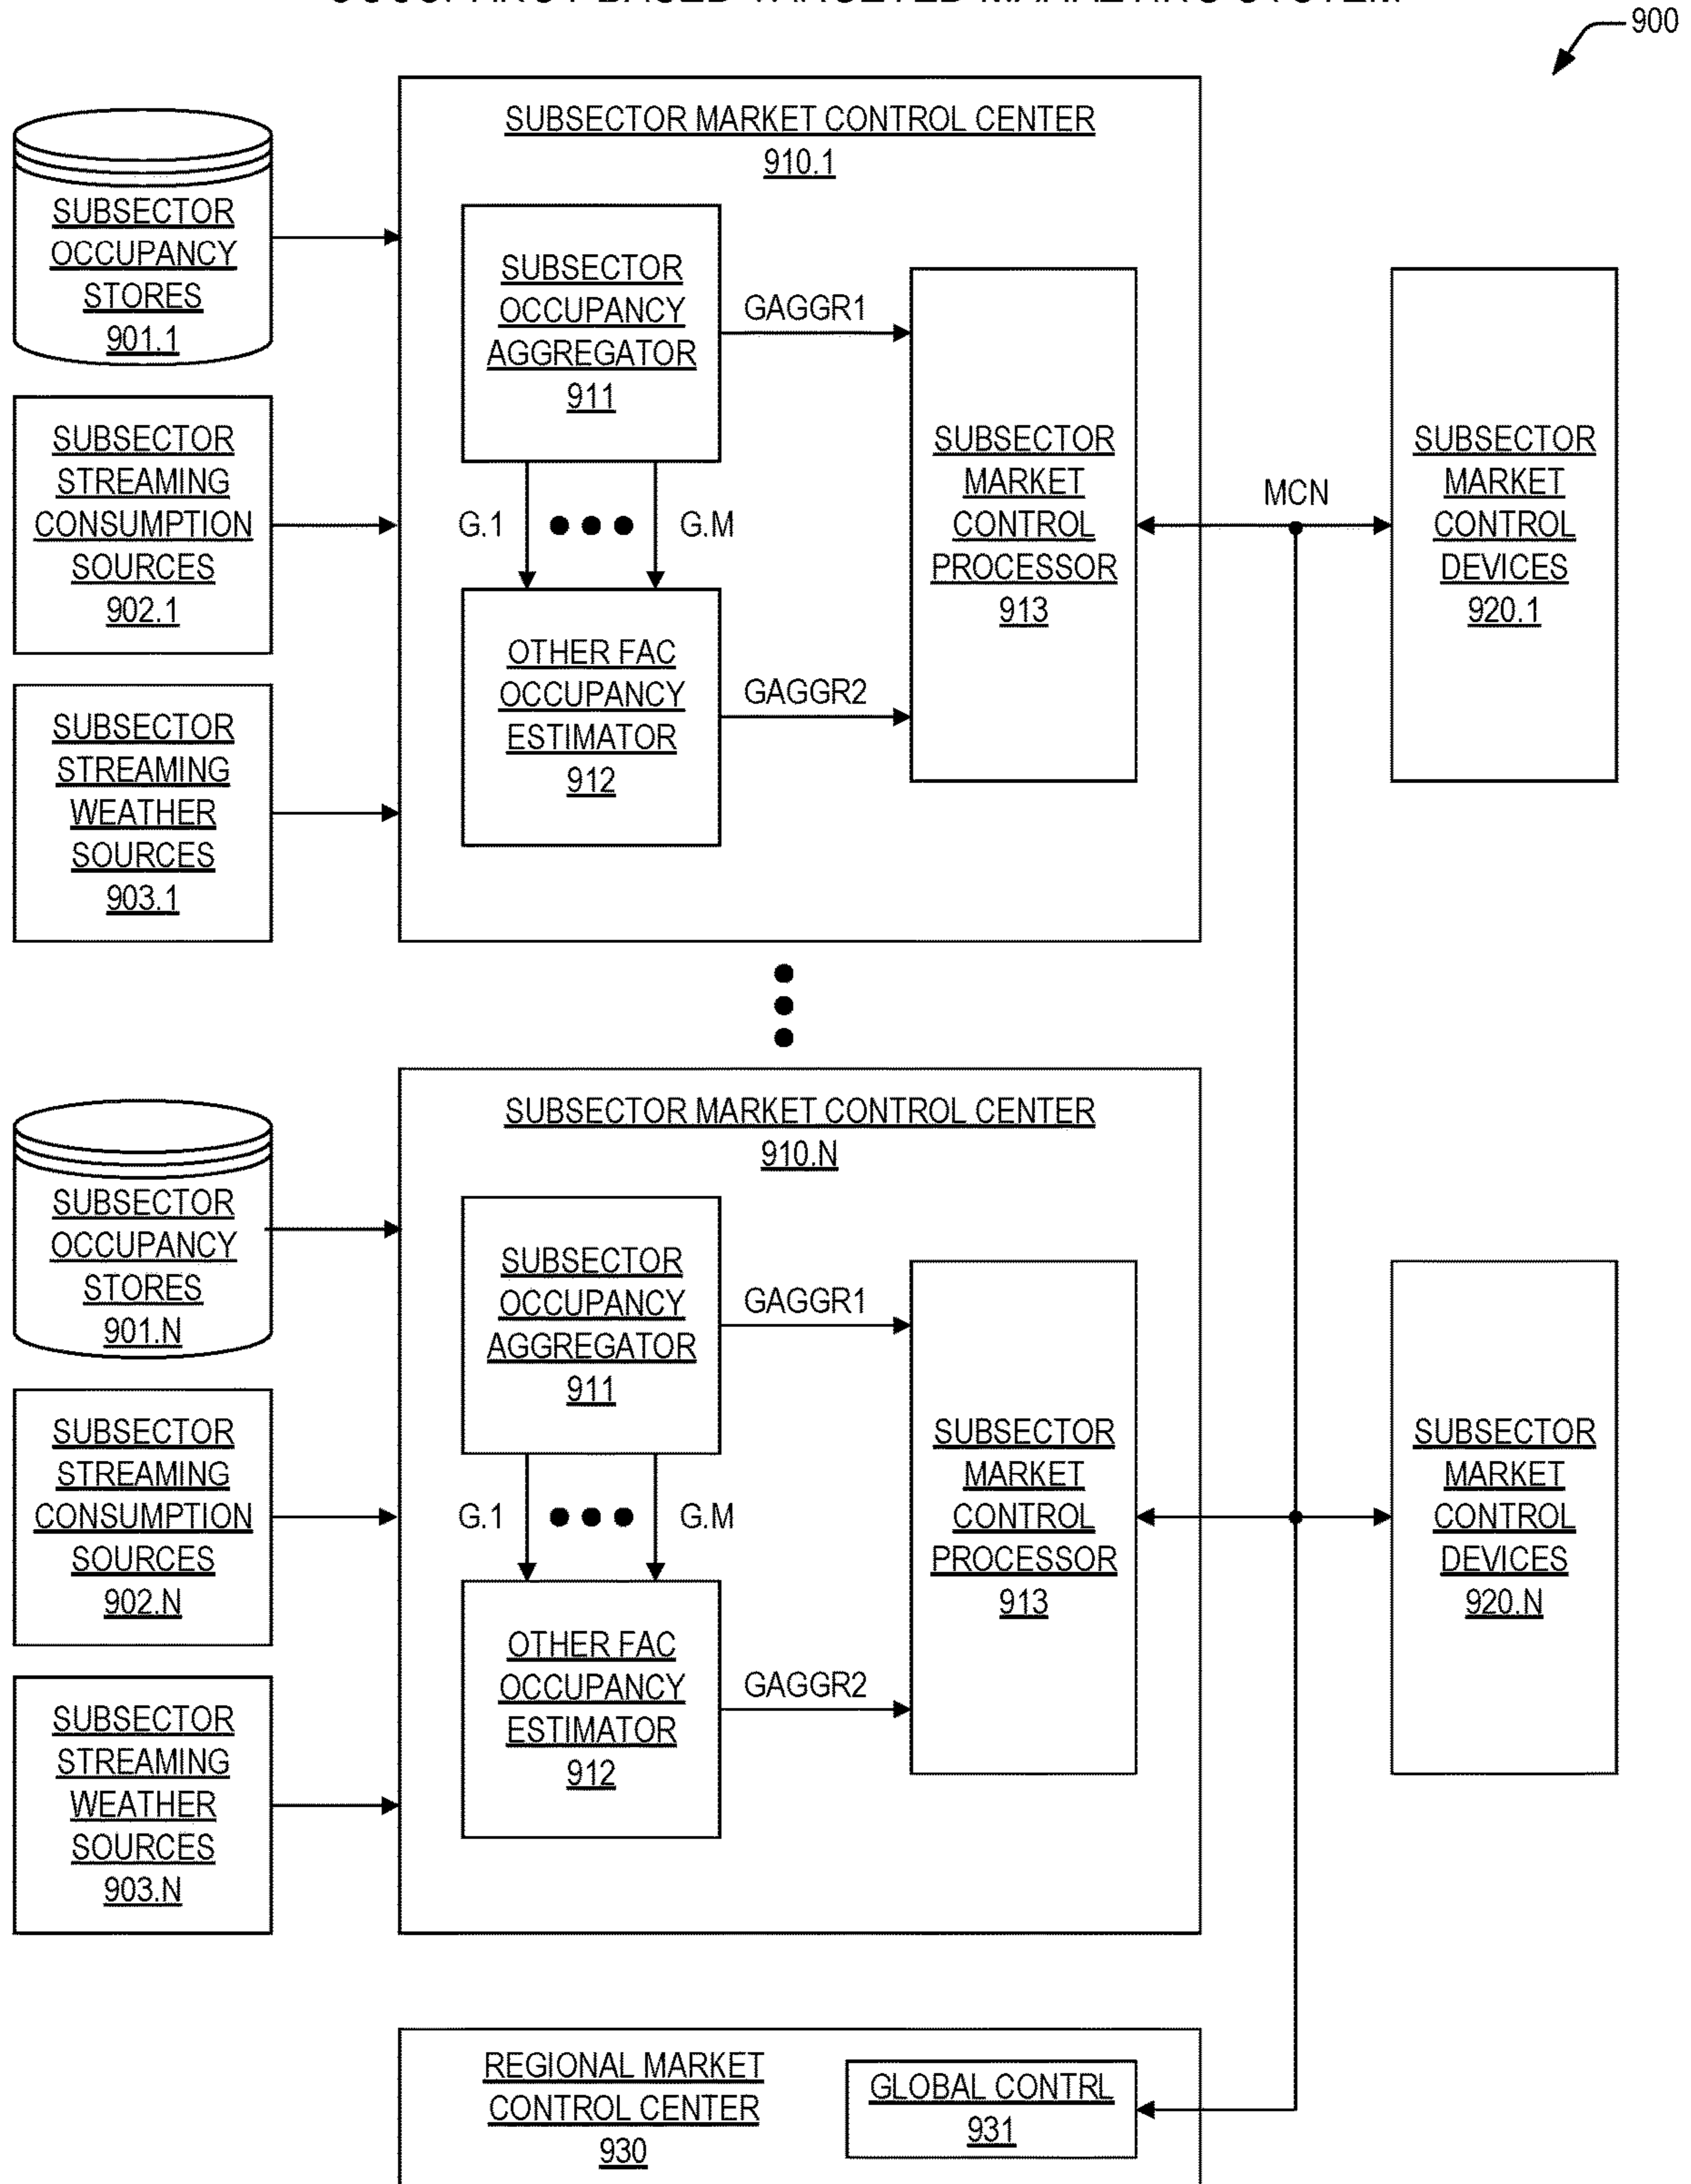 OCCUPANCY BASED TARGETED MARKETING SYSTEM
900
SUBSECTOR
OCCUPANCY
STORES
901.1
SUBSECTOR
STREAMING
CONSUMPTION
SOURCES
902.1
SUBSECTOR
STREAMING
WEATHER
SOURCES
903.1
SUBSECTOR MARKET CONTROL CENTER
910.1
SUBSECTOR
OCCUPANCY
AGGREGATOR
911
G.1
G.M
OTHER FAC
OCCUPANCY
ESTIMATOR
912
GAGGR1
GAGGR2
SUBSECTOR
MARKET
CONTROL
PROCESSOR
913
MCN
SUBSECTOR
MARKET
CONTROL
DEVICES
920.1
SUBSECTOR
OCCUPANCY
STORES
901.N
SUBSECTOR
STREAMING
CONSUMPTION
SOURCES
902.N
SUBSECTOR
STREAMING
WEATHER
SOURCES
903.N
SUBSECTOR MARKET CONTROL CENTER
910.N
SUBSECTOR
OCCUPANCY
AGGREGATOR
911
G.1
G.M
OTHER FAC
OCCUPANCY
ESTIMATOR
912
GAGGR1
GAGGR2
SUBSECTOR
MARKET
CONTROL
PROCESSOR
913
SUBSECTOR
MARKET
CONTROL
DEVICES
920.N
REGIONAL MARKET
CONTROL CENTER
930
GLOBAL CONTRL
931